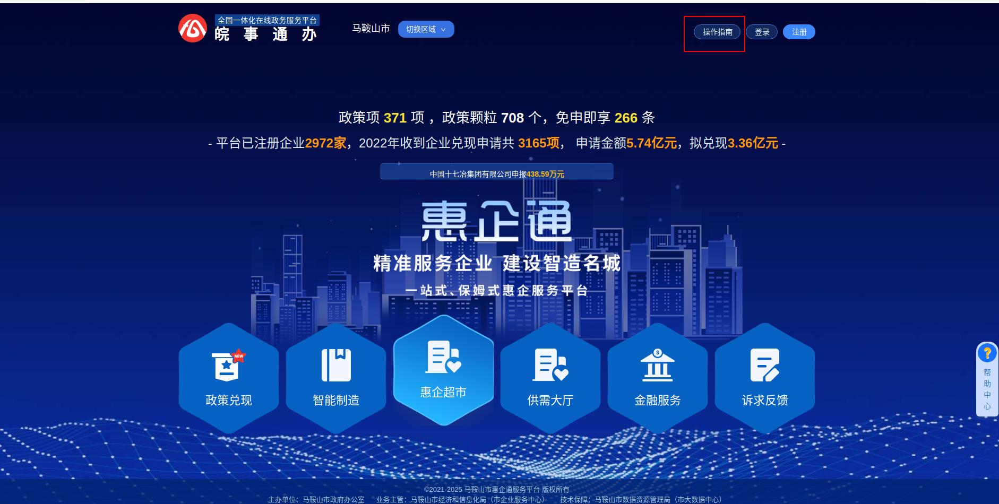 全国一体化在线政务服务平台
皖事通办
马鞍山市
切换区域
操作指南
登录
注册
政策项 371 项 ，政策颗粒 708 个，免申即享 266 条
- 平台已注册企业2972家，2022年收到企业兑现申请共 3165项， 申请金额5.74亿元，拟兑现3.36亿元 -
中国十七冶集团有限公司申报438.59万元
惠企通
精准服务企业 建设智造名城
一站式、保姆式惠企服务平台
NEW
政策兑现
智能制造
惠企超市
供需大厅
$
金融服务
诉求反馈
?
帮
助
中
心
©2021-2025 马鞍山市惠企通服务平台 版权所有
主办单位：马鞍山市政府办公室 业务主管：马鞍山市经济和信息化局（市企业服务中心） 技术保障：马鞍山市数据资源管理局（市大数据中心）